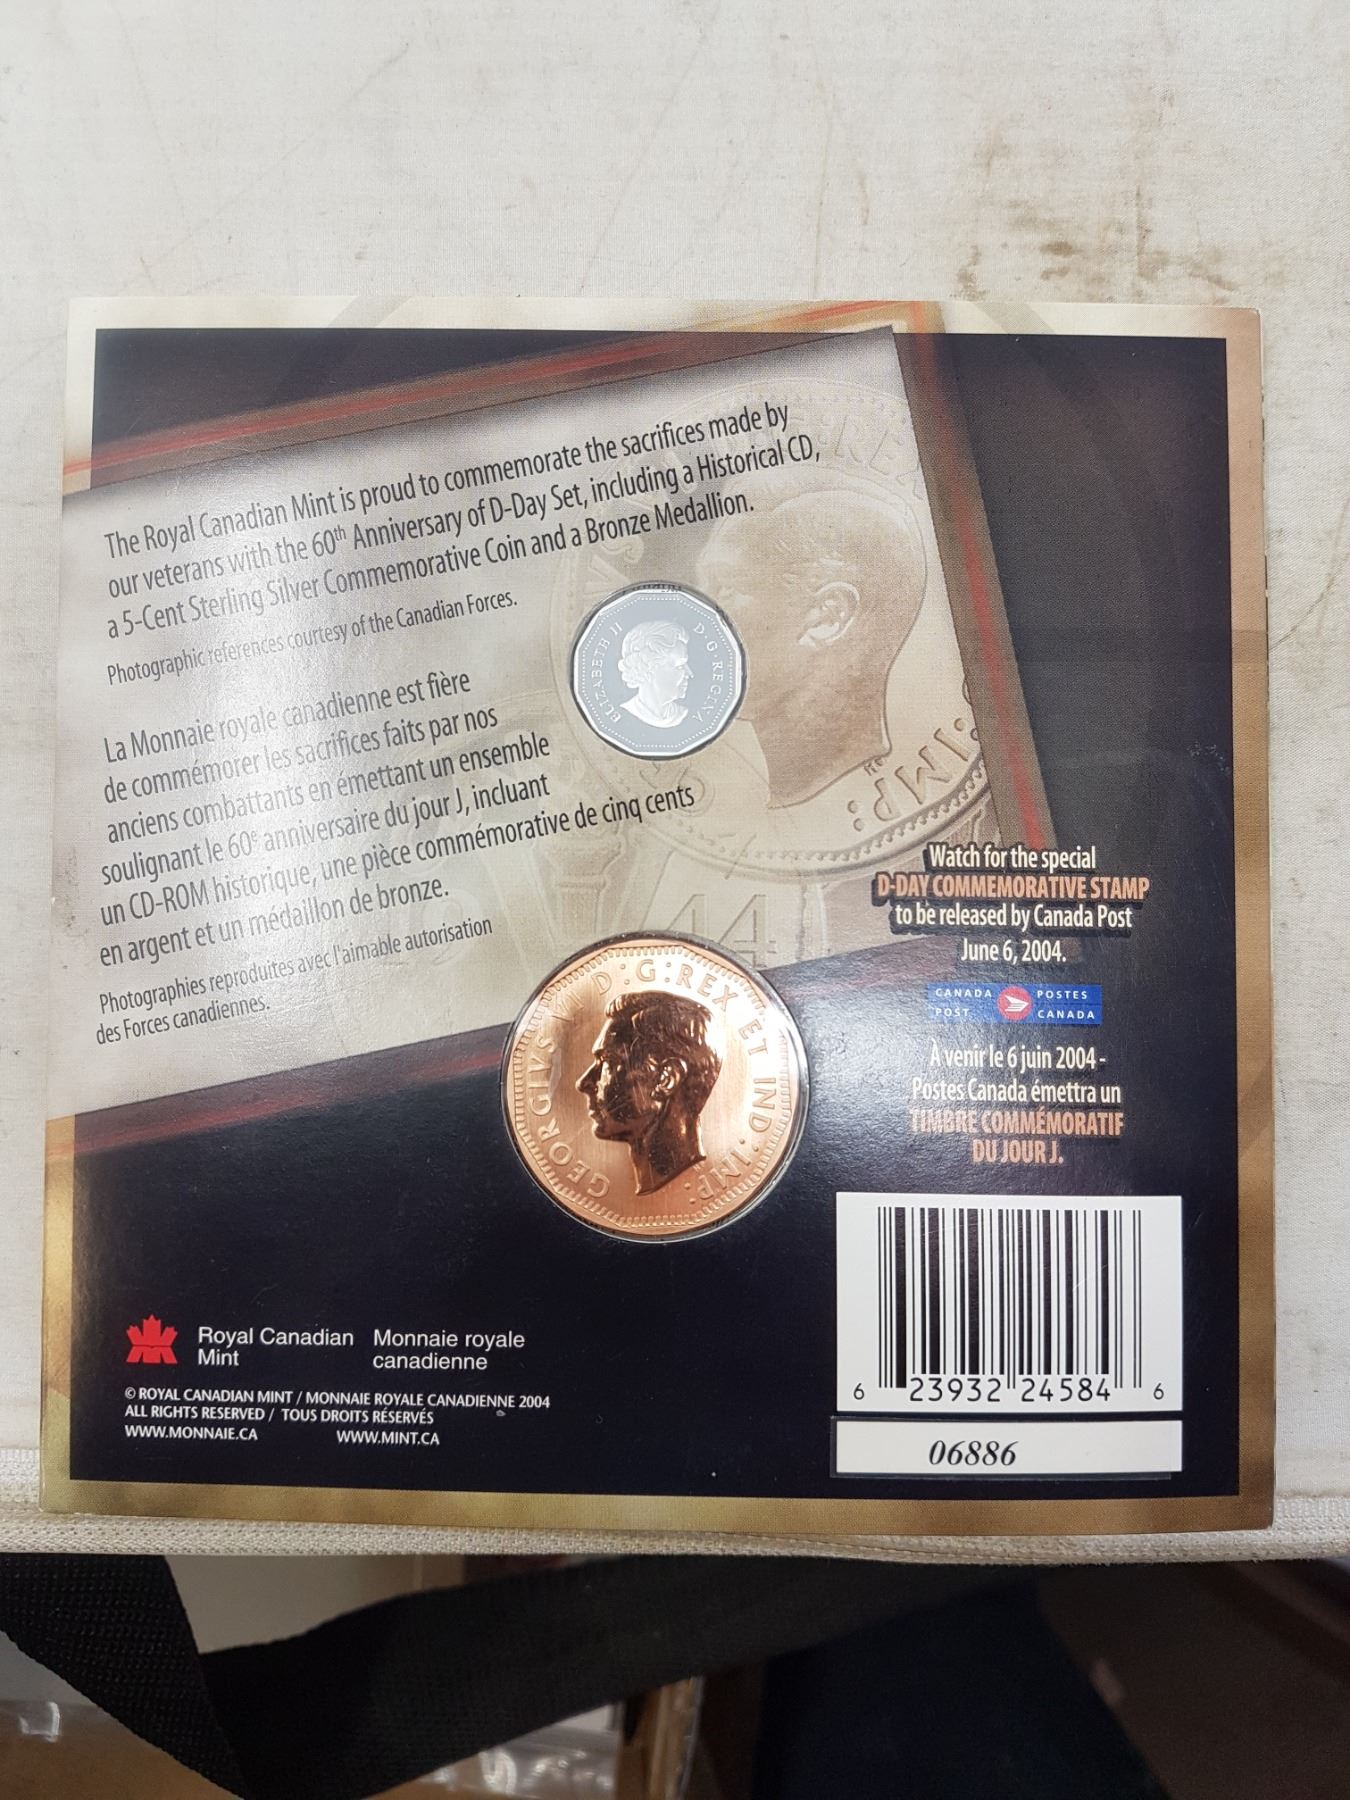 The Royal Canadian Mint is proud to commemorate the sacrifices made by
our veterans with the 60th Anniversary of D-Day Set, including a Historical CD,
a 5-Cent Sterling Silver Commemorative Coin and a Bronze Medallion.
Photographic references courtesy of the Canadian Forces.
La Monnaie royale canadienne est fière
de commémorer les sacrifices faits par nos
anciens combattants en émettant un ensemble
soulignant le 60e anniversaire du jour J, incluant
un CD-ROM historique, une pièce commémorative de cinq cents
en argent et un médaillon de bronze.
Photographies reproduites avec l'aimable autorisation
des Forces canadiennes.
ELIZABETH II D·G·REGINA
:IMP:
44
GEORGIVS VI D:G:REX ET IND:IMP:
Watch for the special
D-DAY COMMEMORATIVE STAMP
to be released by Canada Post
June 6, 2004.
CANADA POSTES
POST CANADA
À venir le 6 juin 2004 -
Postes Canada émettra un
TIMBRE COMMÉMORATIF
DU JOUR J.
Royal Canadian Monnaie royale
Mint canadienne
© ROYAL CANADIAN MINT / MONNAIE ROYALE CANADIENNE 2004
ALL RIGHTS RESERVED / TOUS DROITS RÉSERVÉS
WWW.MONNAIE.CA WWW.MINT.CA
6 23932 24584 6
06886